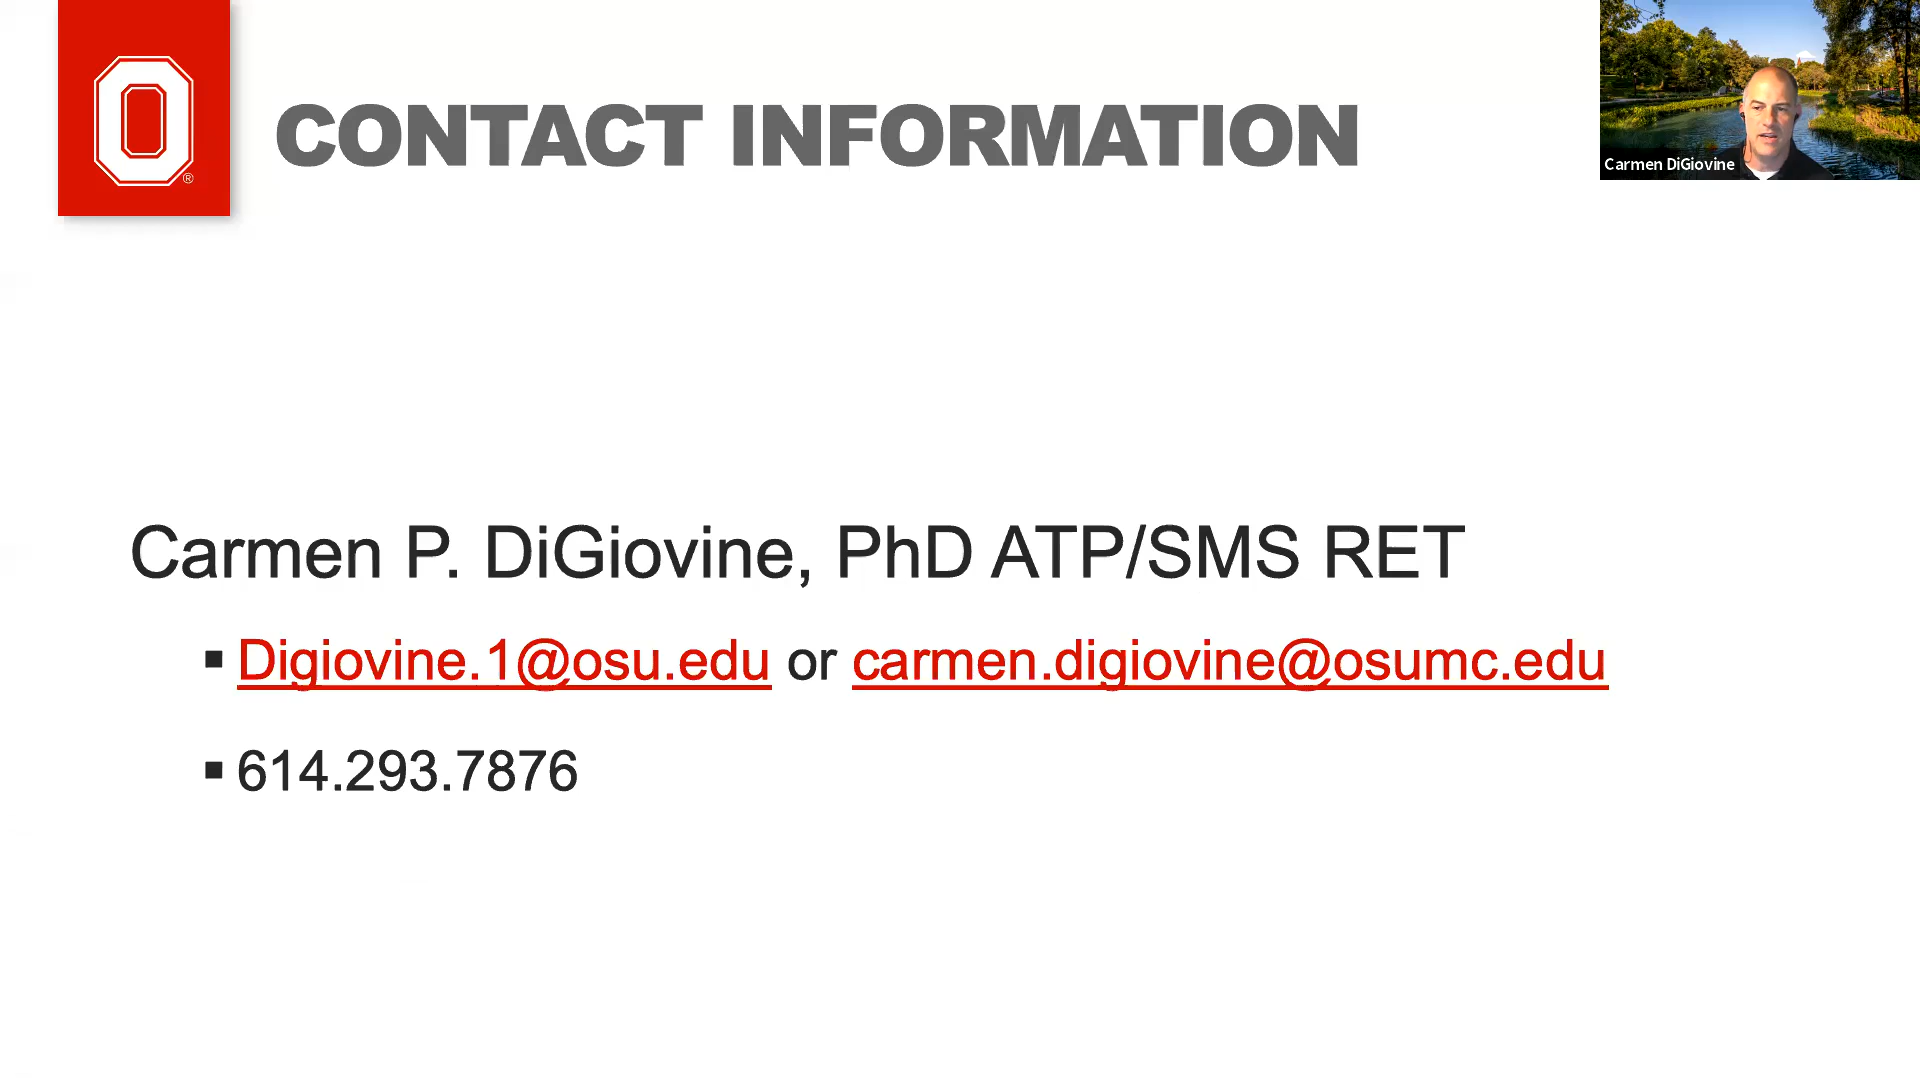 O
®
CONTACT INFORMATION
Carmen DiGiovine
Carmen P. DiGiovine, PhD ATP/SMS RET
▪ Digiovine.1@osu.edu or carmen.digiovine@osumc.edu
▪ 614.293.7876